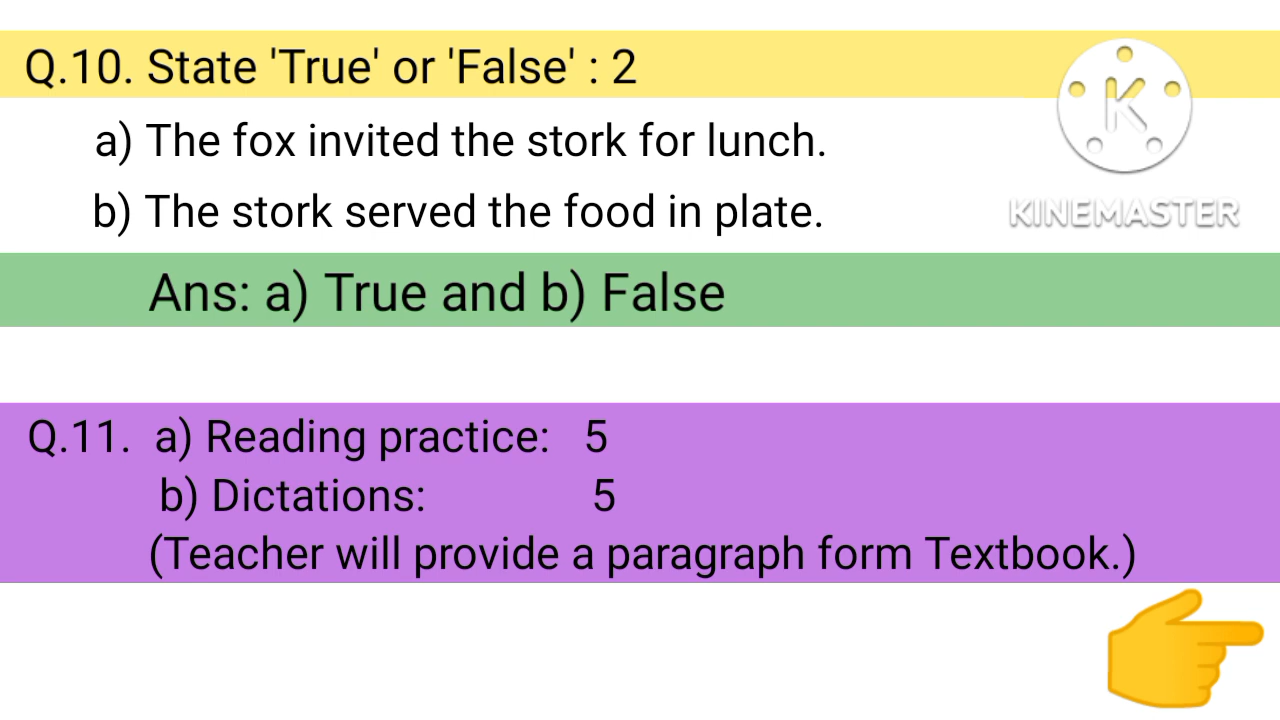 Q.10. State 'True' or 'False' : 2
a) The fox invited the stork for lunch.
b) The stork served the food in plate.
K
KINEMASTER
Ans: a) True and b) False
Q.11. a) Reading practice: 5
b) Dictations: 5
(Teacher will provide a paragraph form Textbook.)